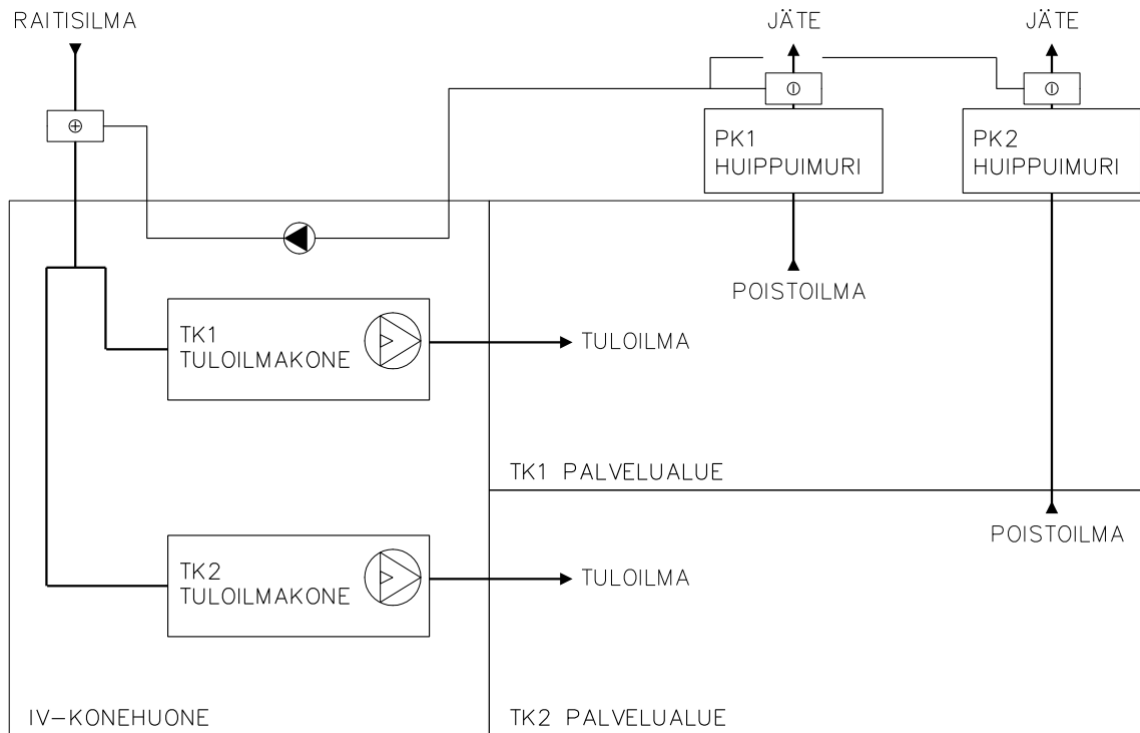 RAITISILMA
JÄTE
JÄTE
PK1
HUIPPUIMURI
PK2
HUIPPUIMURI
POISTOILMA
TK1
TULOILMAKONE
TULOILMA
TK1 PALVELUALUE
POISTOILMA
TK2
TULOILMAKONE
TULOILMA
IV-KONEHUONE
TK2 PALVELUALUE